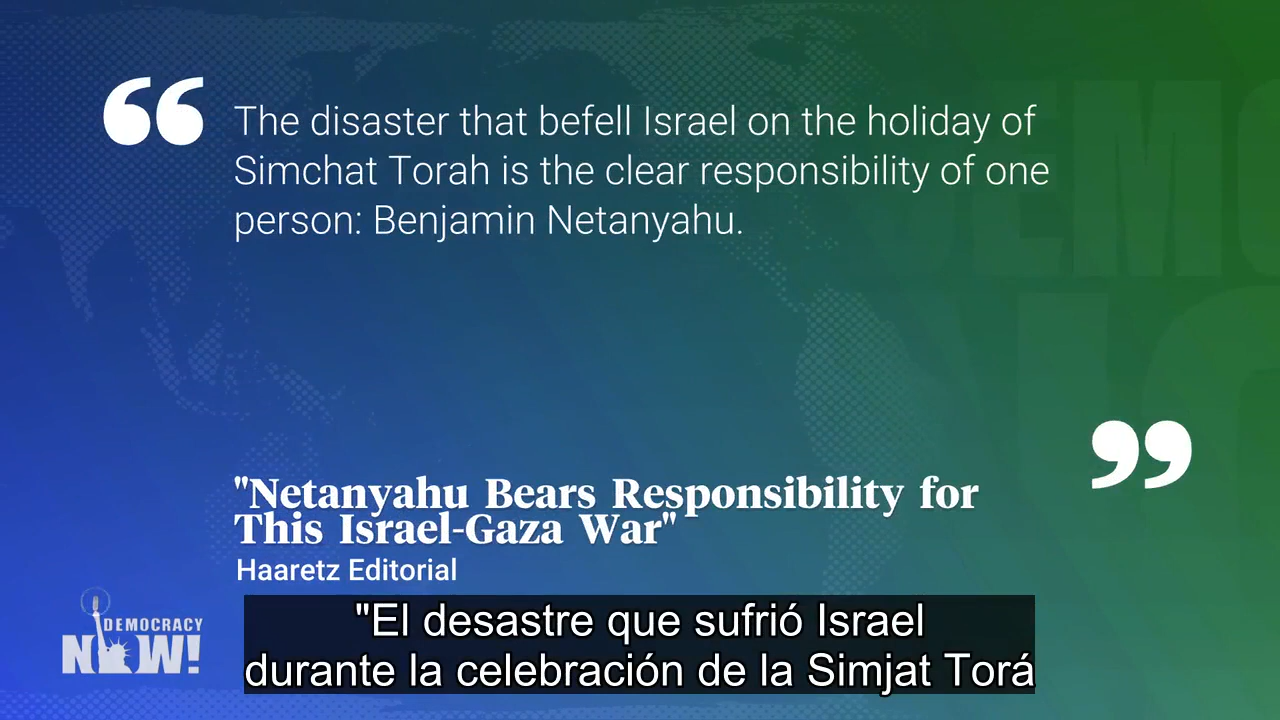 “
The disaster that befell Israel on the holiday of
Simchat Torah is the clear responsibility of one
person: Benjamin Netanyahu.
”
"Netanyahu Bears Responsibility for
This Israel-Gaza War"
Haaretz Editorial
DEMOCRACY
NOW!
"El desastre que sufrió Israel
durante la celebración de la Simjat Torá